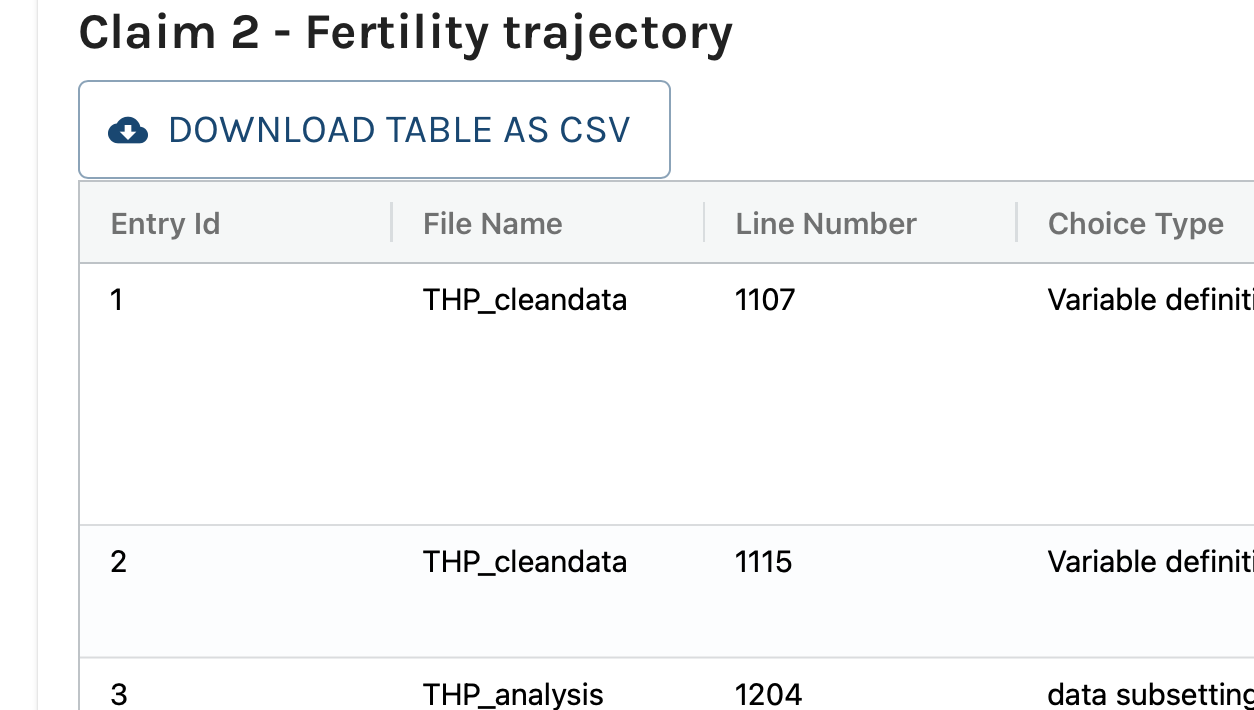 Claim 2 - Fertility trajectory
DOWNLOAD TABLE AS CSV
Entry Id File Name Line Number Choice Type
1 THP_cleandata 1107 Variable definiti
2 THP_cleandata 1115 Variable definiti
3 THP_analysis 1204 data subsetting